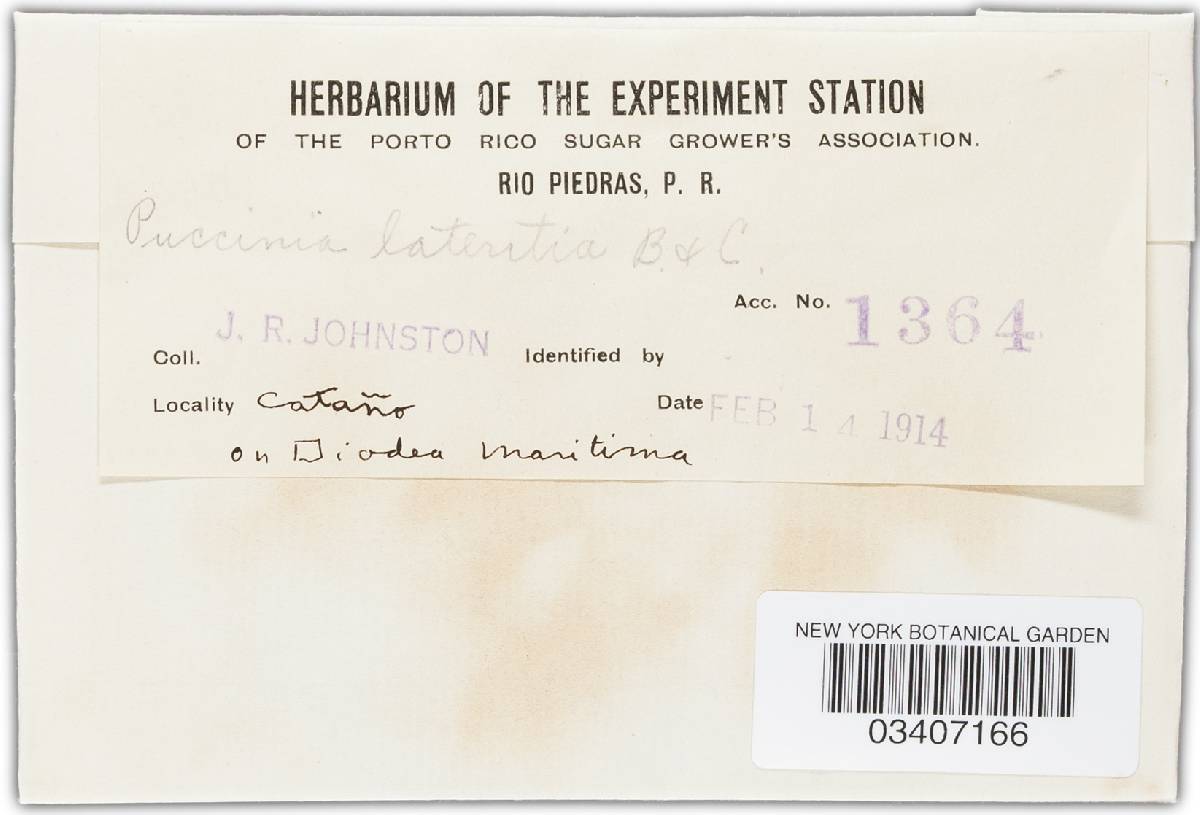 HERBARIUM OF THE EXPERIMENT STATION
OF THE PORTO RICO SUGAR GROWER'S ASSOCIATION.
RIO PIEDRAS, P. R.
Puccinia lateritia B. & C.
Acc. No. 1364
Coll. J. R. JOHNSTON Identified by
Locality Cataño Date FEB 14 1914
on Diodea maritima
NEW YORK BOTANICAL GARDEN
03407166